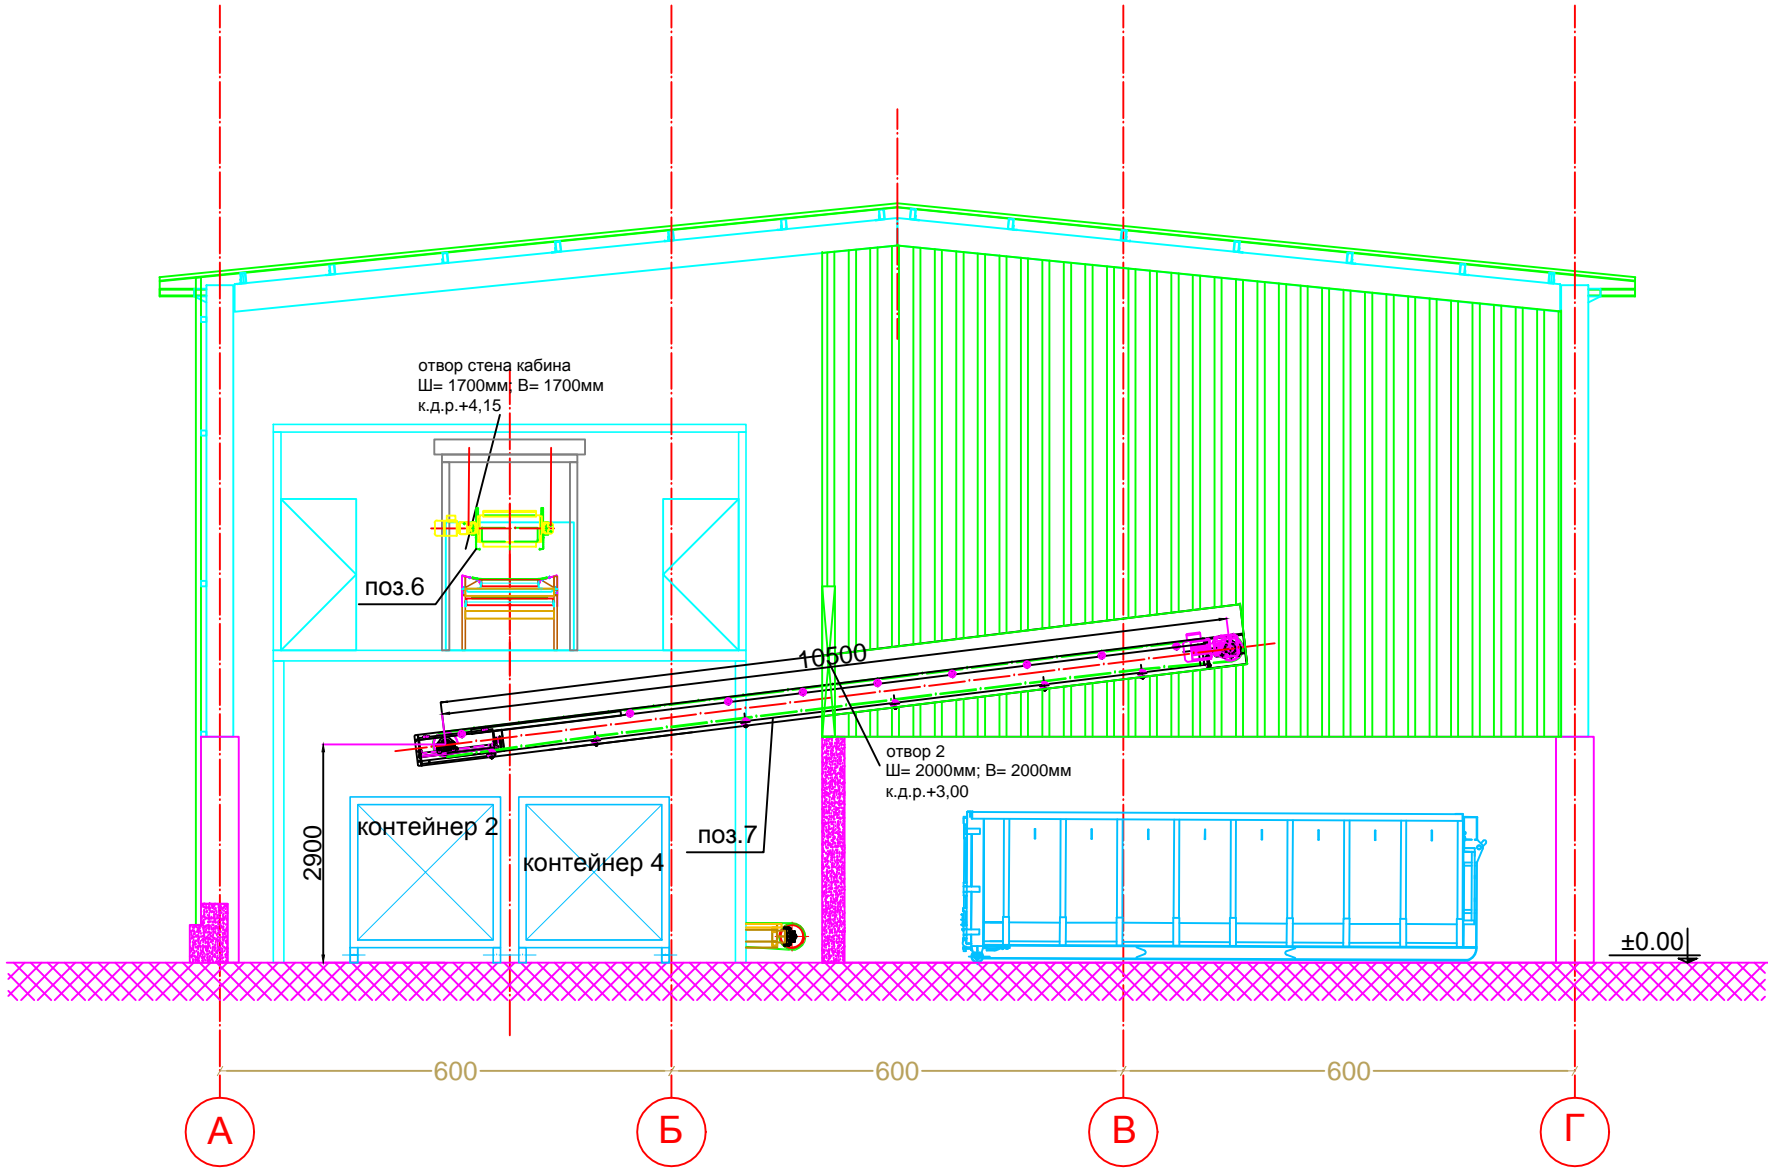 отвор стена кабина
Ш= 1700мм; В= 1700мм
к.д.р.+4,15
поз.6
10500
отвор 2
Ш= 2000мм; В= 2000мм
к.д.р.+3,00
контейнер 2
контейнер 4
поз.7
2900
±0.00
600
600
600
А
Б
В
Г